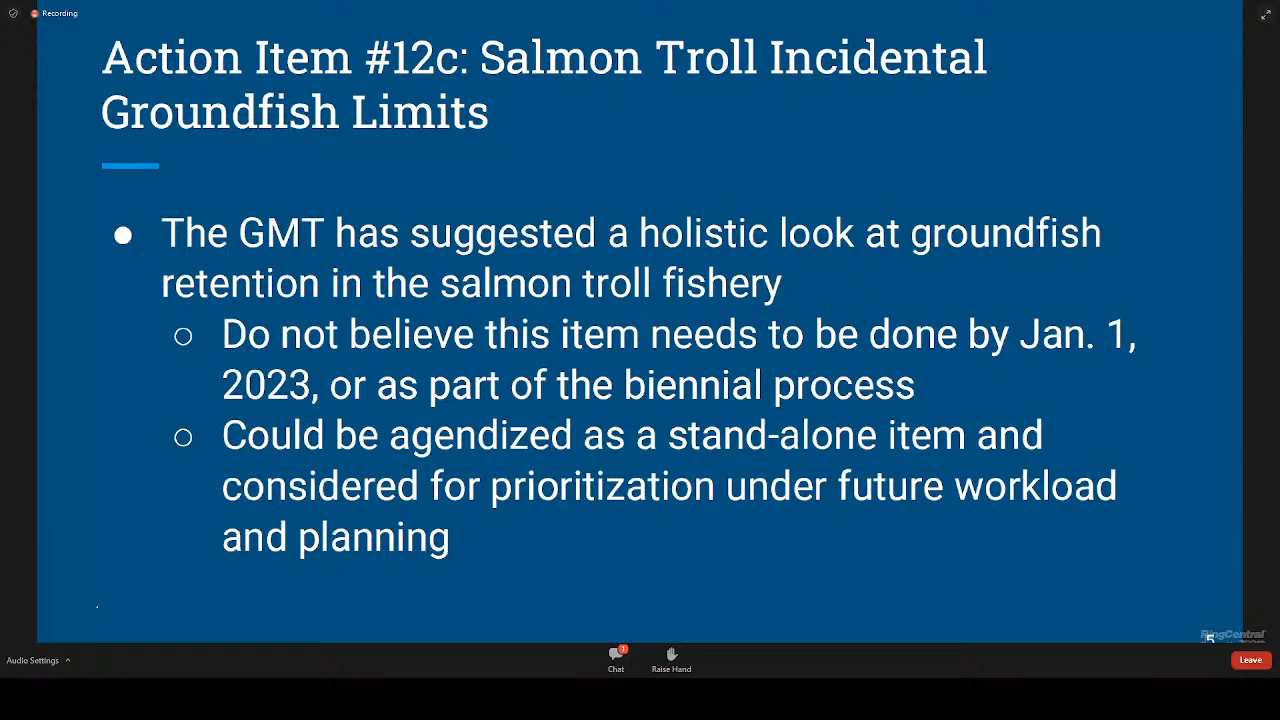 Recording
Action Item #12c: Salmon Troll Incidental
Groundfish Limits
● The GMT has suggested a holistic look at groundfish
retention in the salmon troll fishery
○ Do not believe this item needs to be done by Jan. 1,
2023, or as part of the biennial process
○ Could be agendized as a stand-alone item and
considered for prioritization under future workload
and planning
RingCentral
5
Audio Settings
1
Chat
Raise Hand
Leave